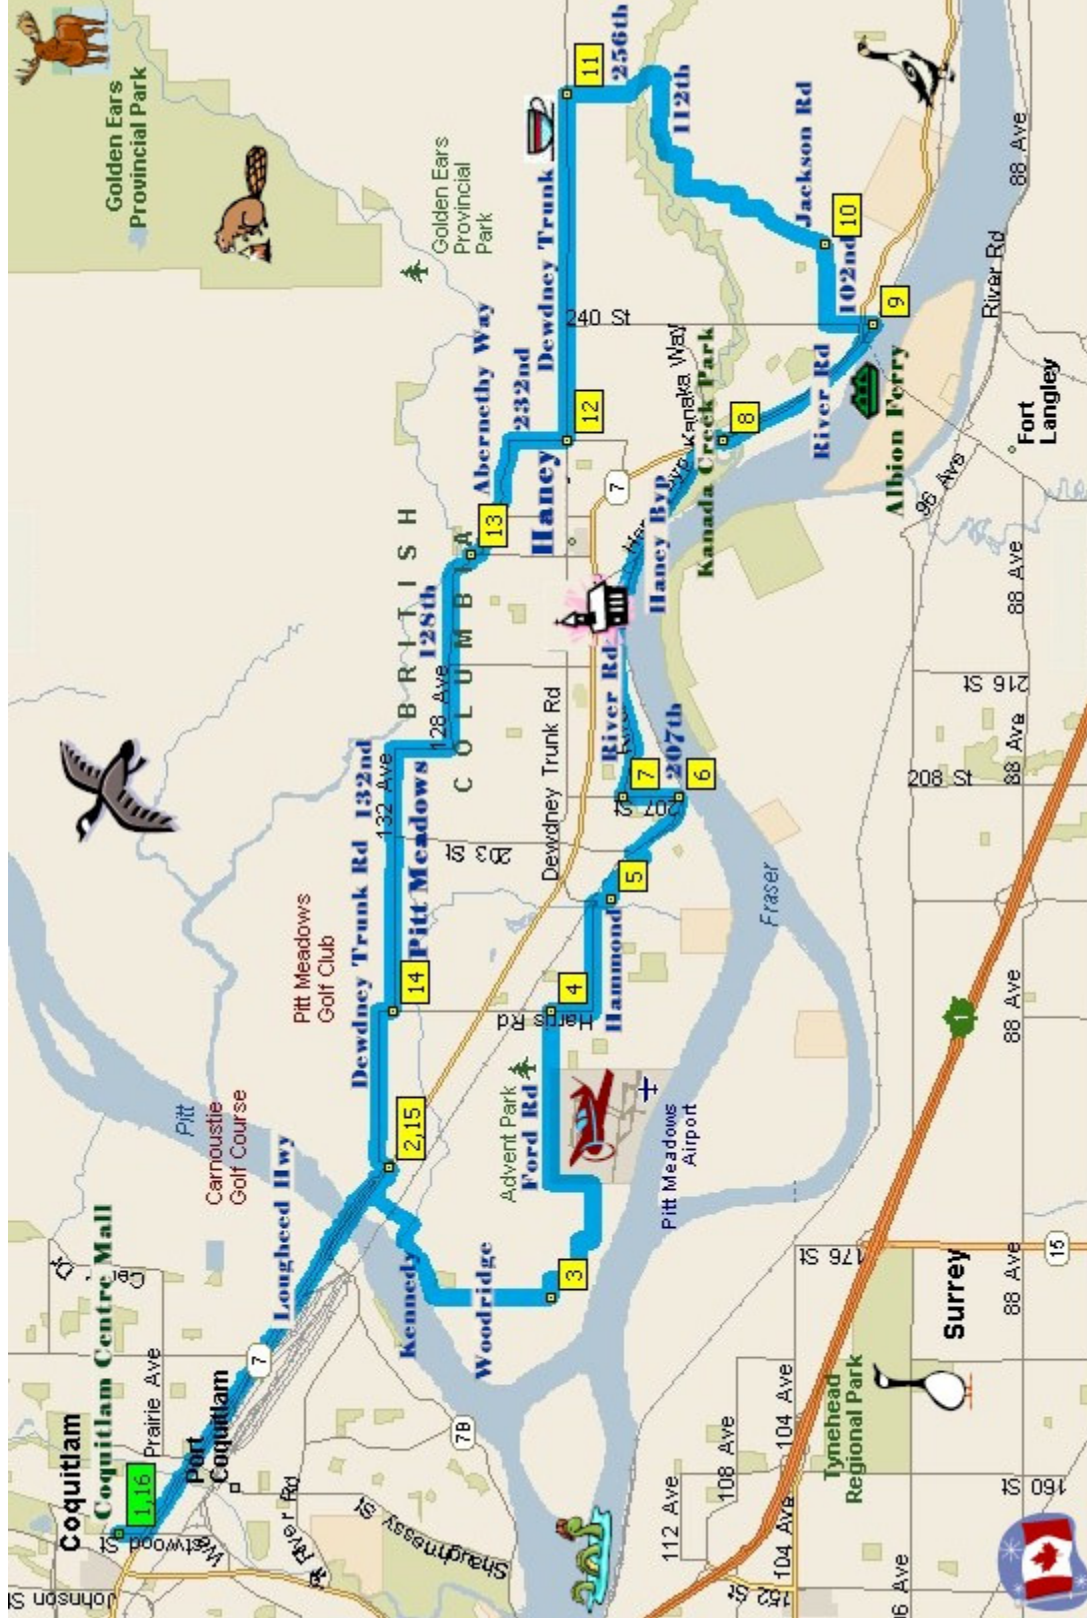 Golden Ears
Provincial Park
Golden Ears
Provincial
Park
Coquitlam
Coquitlam Centre Mall
1,16
Johnson St
Prairie Ave
Port
Coquitlam
7
Lougheed Hwy
Pitt
Carnoustie
Golf Course
Pitt Meadows
Golf Club
2,15
Dewdney Trunk Rd
14
Pitt Meadows
132nd
132 Ave
203 St
128 Ave
128th
BRITISH
COLUMBIA
13
Abernethy Way
232nd
12
Haney
Dewdney Trunk
11
256th
112th
Jackson Rd
10
102nd
9
240 St
Kanaka Way
Kanada Creek Park
8
River Rd
Albion Ferry
7
Haney Byp
River Rd
7
207th
207 St
6
5
Hammond
4
Harris Rd
Dewdney Trunk Rd
Advent Park
Ford Rd
Pitt Meadows
Airport
3
Woodridge
Kennedy
7B
Shaughnessy St
River Rd
Fraser
88 Ave
River Rd
Fort
Langley
96 Ave
88 Ave
216 St
88 Ave
208 St
1
88 Ave
176 St
15
88 Ave
Surrey
Tynehead
Regional Park
104 Ave
108 Ave
112 Ave
104 Ave
152 St
160 St